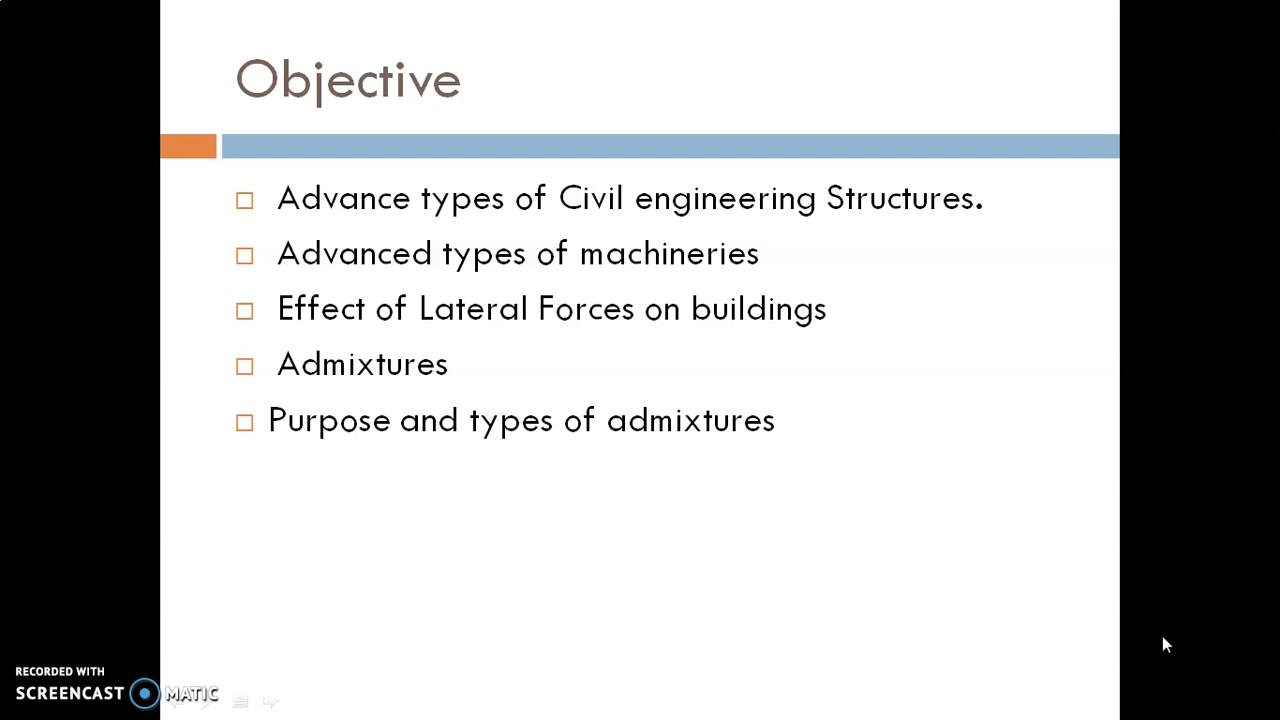 Objective
Advance types of Civil engineering Structures.
Advanced types of machineries
Effect of Lateral Forces on buildings
Admixtures
Purpose and types of admixtures
RECORDED WITH
SCREENCAST MATIC